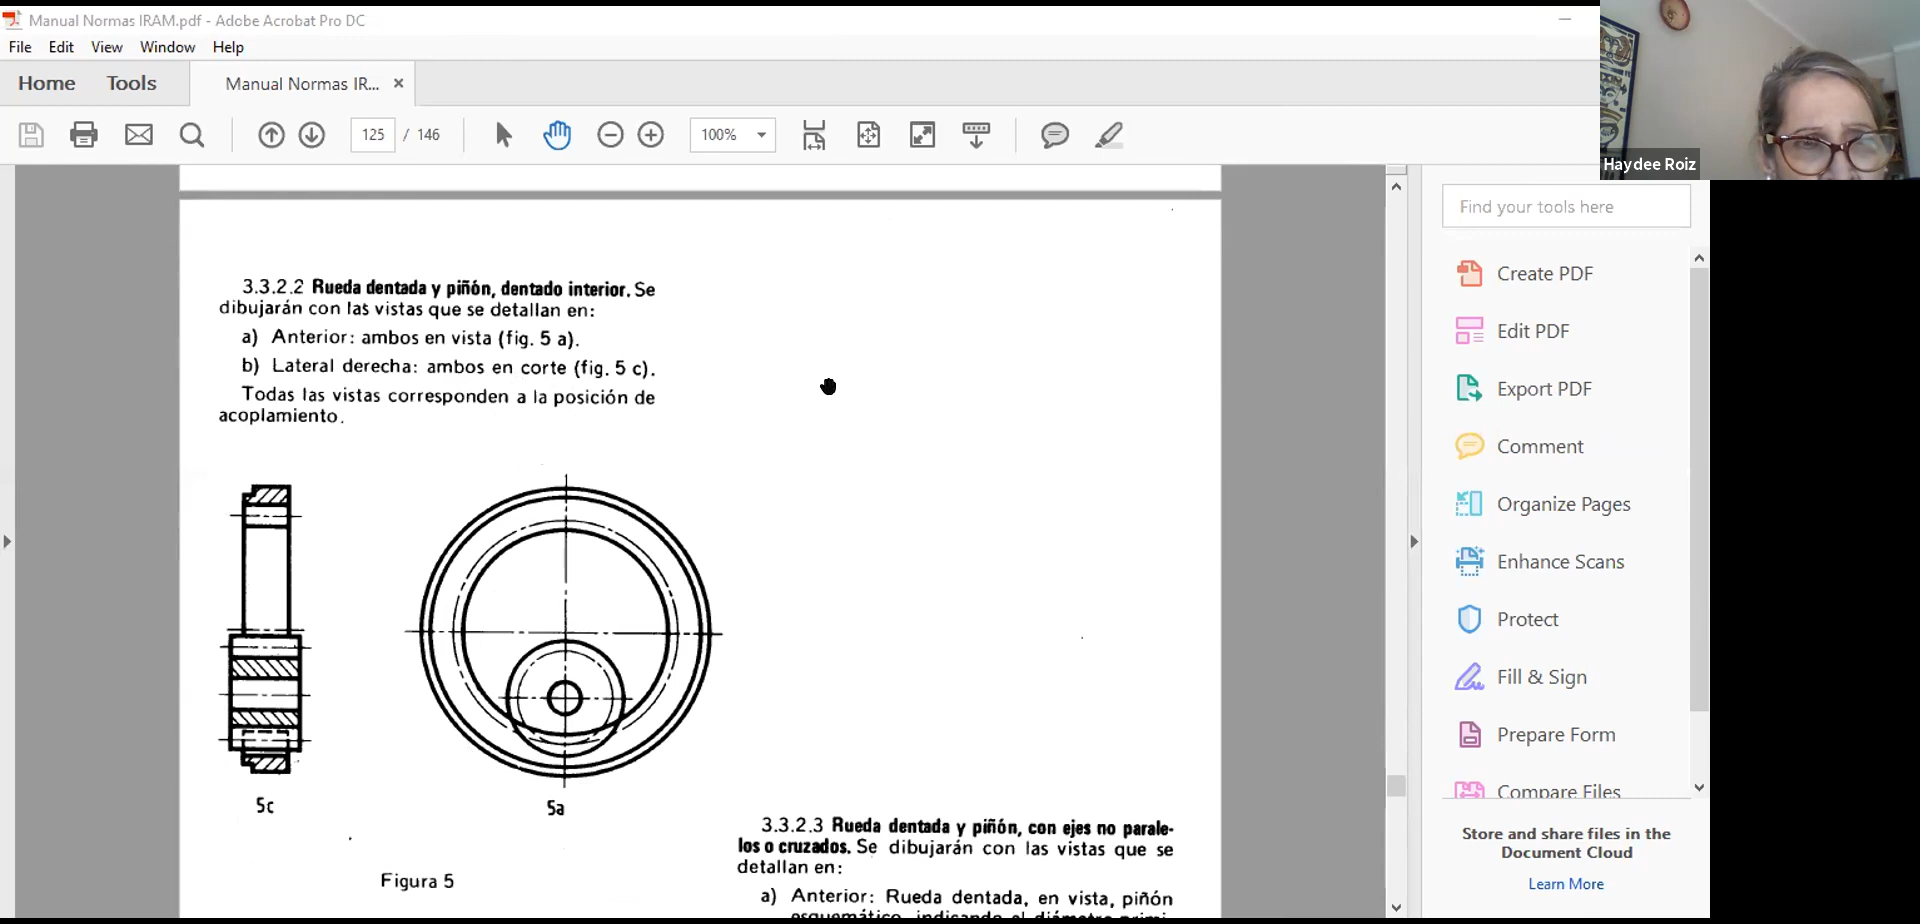 Manual Normas IRAM.pdf - Adobe Acrobat Pro DC
File Edit View Window Help
Home Tools Manual Normas IR... ×
125 / 146 100%
Haydee Roiz
Find your tools here
Create PDF
Edit PDF
Export PDF
Comment
Organize Pages
Enhance Scans
Protect
Fill & Sign
Prepare Form
Compare Files
Store and share files in the
Document Cloud
Learn More
3.3.2.2 Rueda dentada y piñón, dentado interior. Se
dibujarán con las vistas que se detallan en:
a) Anterior: ambos en vista (fig. 5 a).
b) Lateral derecha: ambos en corte (fig. 5 c).
Todas las vistas corresponden a la posición de
acoplamiento.
5c
5a
Figura 5
3.3.2.3 Rueda dentada y piñón, con ejes no parale-
los o cruzados. Se dibujarán con las vistas que se
detallan en:
a) Anterior: Rueda dentada, en vista, piñón
esquemático, indicando el diámetro primi-